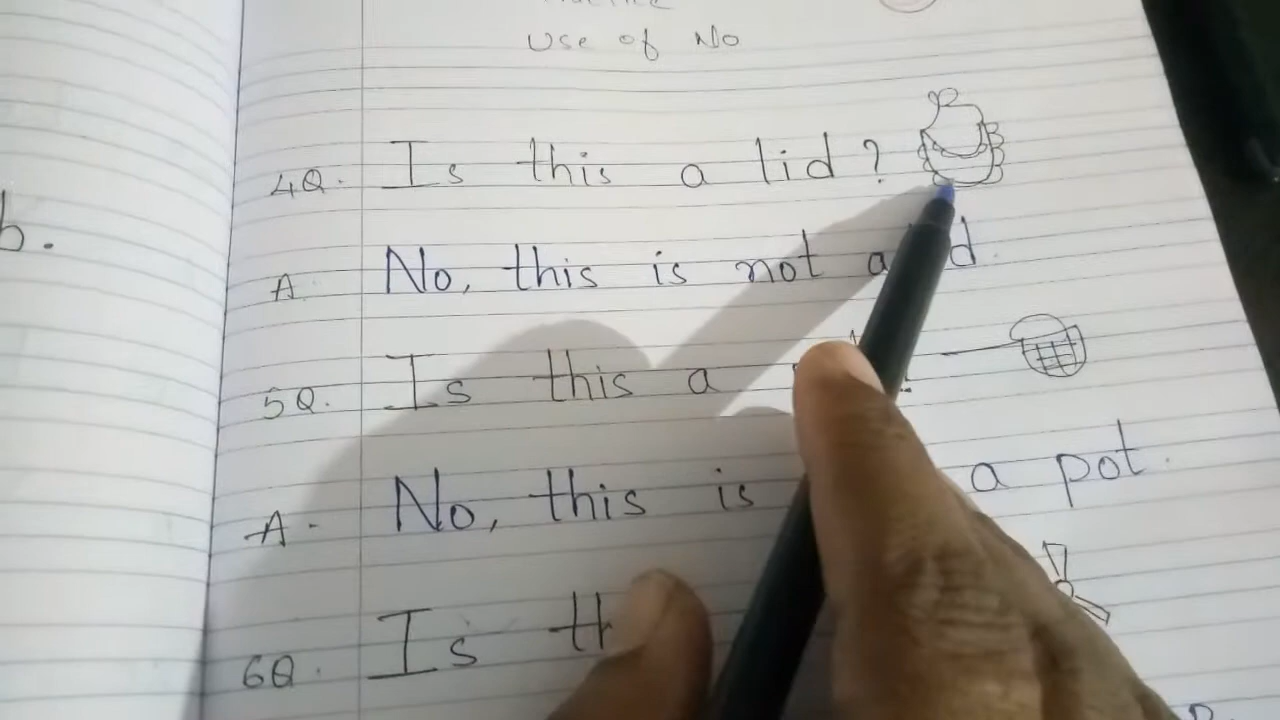 Use of No
4Q. Is this a lid?
b.
A. No, this is not a
5Q. Is this a
A. No, this is a pot.
6Q. Is